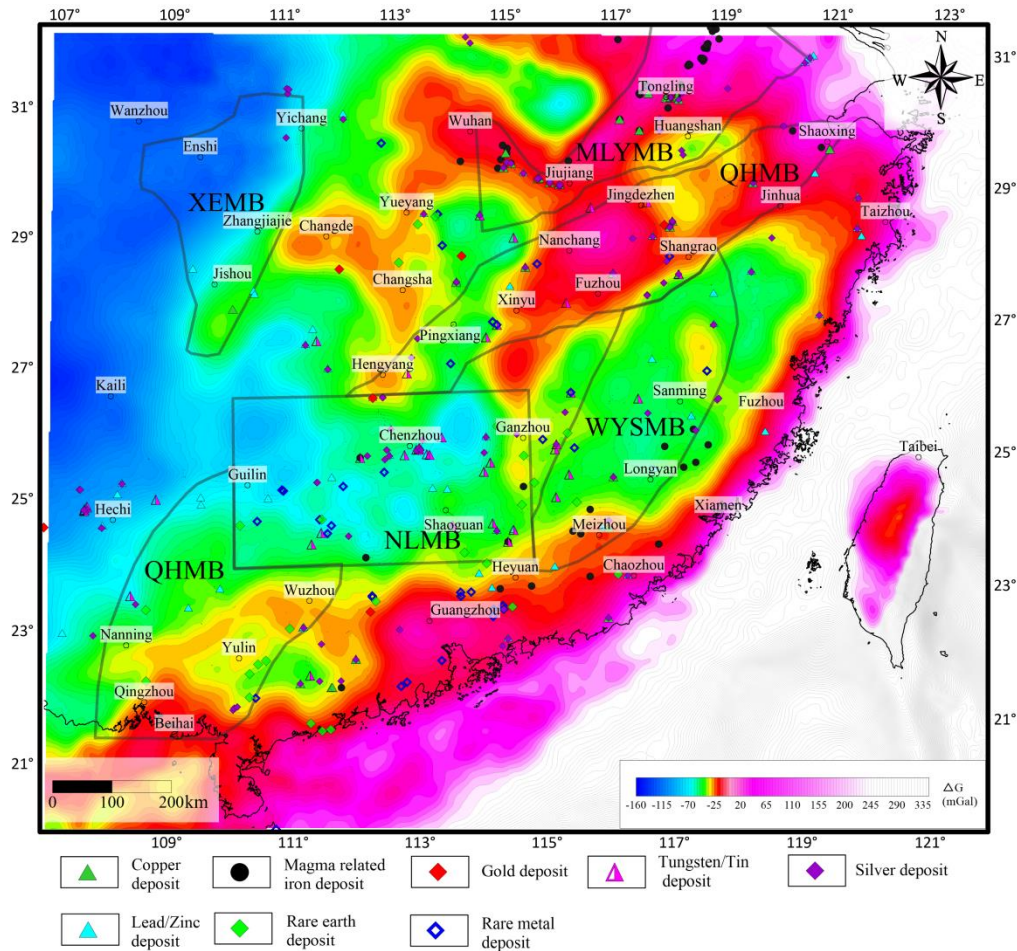 107° 109° 111° 113° 115° 117° 119° 121° 123°
31° 31°
29° 29°
27° 27°
25° 25°
23° 23°
21° 21°
109° 111° 113° 115° 117° 119° 121°
N
W E
S
Wanzhou
Yichang
Enshi
XEMB
Zhangjiajie
Jishou
Changde
Yueyang
Wuhan
Tongling
Huangshan
Shaoxing
MLYMB
QHMB
Jiujiang
Jingdezhen
Jinhua
Taizhou
Nanchang
Shangrao
Changsha
Fuzhou
Xinyu
Pingxiang
Hengyang
Kaili
Sanming
Fuzhou
WYSMB
Ganzhou
Chenzhou
Taibei
Guilin
Longyan
Hechi
Shaoguan
Xiamen
NLMB
Meizhou
QHMB
Heyuan
Chaozhou
Wuzhou
Guangzhou
Nanning
Yulin
Qingzhou
Beihai
0 100 200km
-160 -115 -70 -25 20 65 110 155 200 245 290 335
ΔG
(mGal)
Copper
deposit
Magma related
iron deposit
Gold deposit
Tungsten/Tin
deposit
Silver deposit
Lead/Zinc
deposit
Rare earth
deposit
Rare metal
deposit